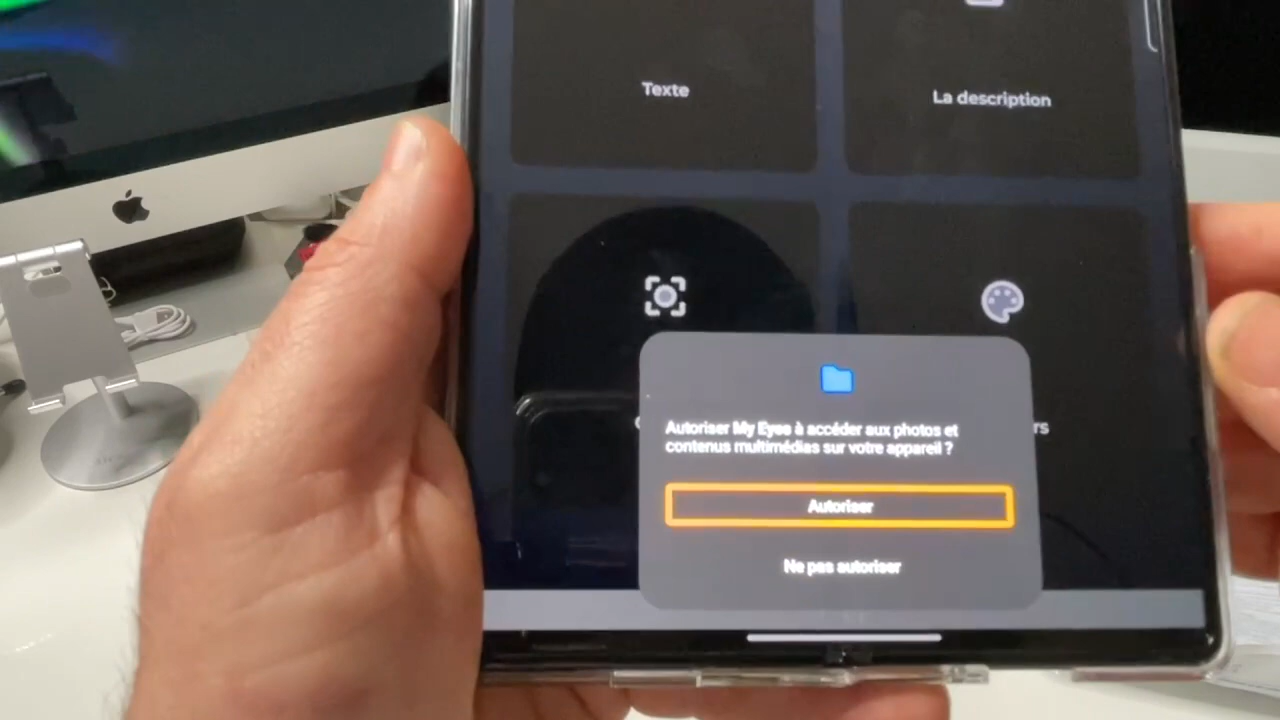 Texte
La description
rs
Autoriser My Eyes à accéder aux photos et
contenus multimédias sur votre appareil ?
Autoriser
Ne pas autoriser